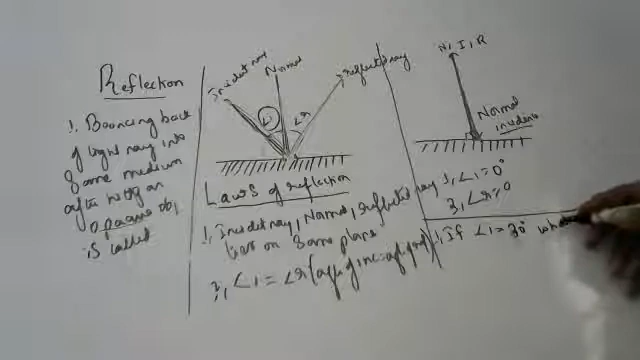 Reflection
1. Bouncing back
of light ray into
Same medium
after
opaque obj
is called
Incident ray
Normal
reflected ray
∠i
∠r
Laws of reflection
1. Incident ray, Normal, reflected ray
lies on Same plane
2, ∠i = ∠r
N, I, R
Normal
incidence
1, ∠i = 0°
2, ∠r = 0
1, If ∠i = 30°